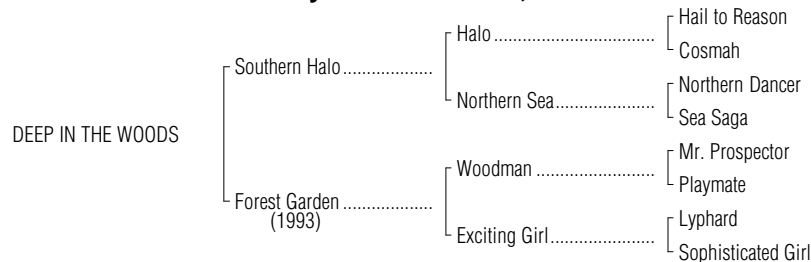 Hail to Reason
Halo................................................
Cosmah
Southern Halo....................
Northern Dancer
Northern Sea..............................
Sea Saga
DEEP IN THE WOODS
Mr. Prospector
Woodman ...................................
Playmate
Forest Garden ....................
(1993)
Lyphard
Exciting Girl...............................
Sophisticated Girl